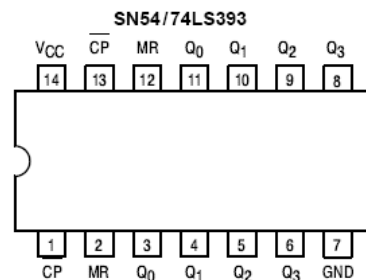 SN54/74LS393
VCC CP MR Q0 Q1 Q2 Q3
14 13 12 11 10 9 8
1 2 3 4 5 6 7
CP MR Q0 Q1 Q2 Q3 GND